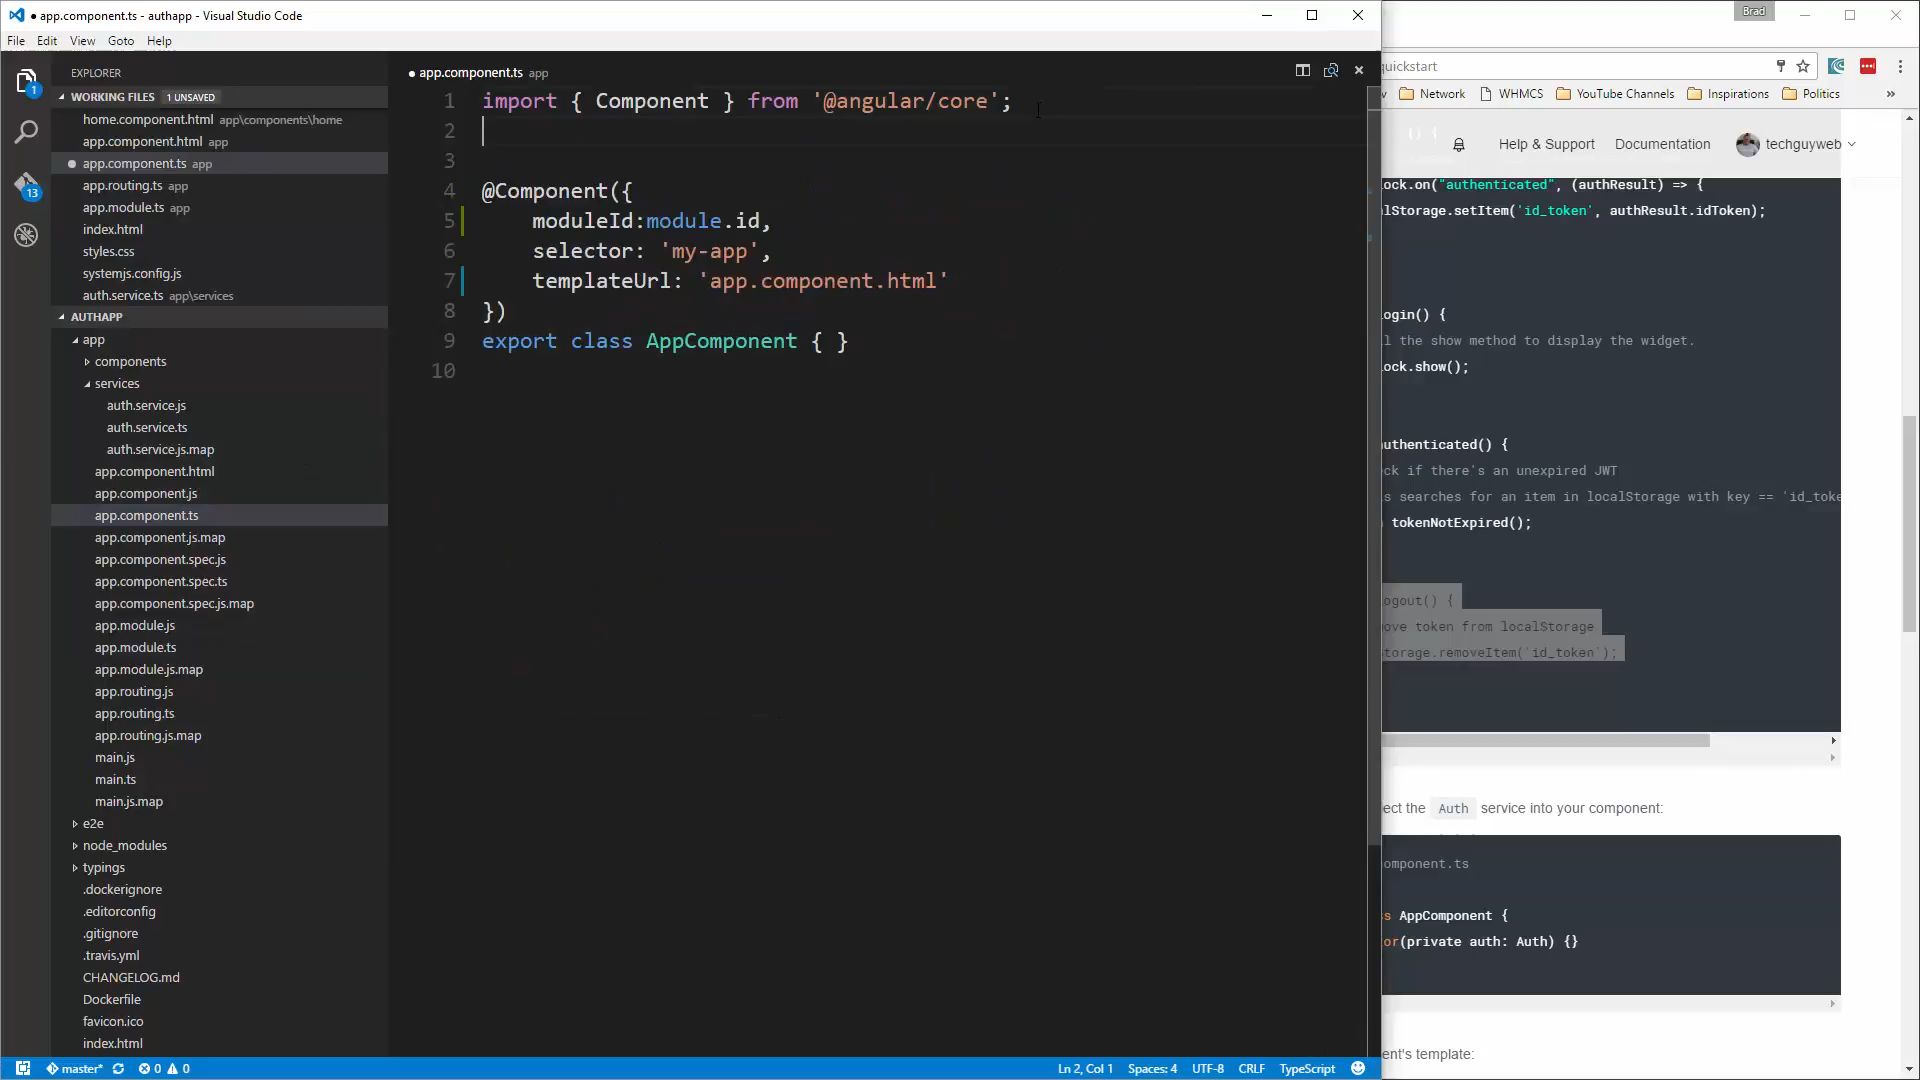 app.component.ts - authapp - Visual Studio Code
File Edit View Goto Help
EXPLORER
WORKING FILES 1 UNSAVED
home.component.html app\components\home
app.component.html app
app.component.ts app
app.routing.ts app
app.module.ts app
index.html
styles.css
systemjs.config.js
auth.service.ts app\services
AUTHAPP
app
components
services
auth.service.js
auth.service.ts
auth.service.js.map
app.component.html
app.component.js
app.component.ts
app.component.js.map
app.component.spec.js
app.component.spec.ts
app.component.spec.js.map
app.module.js
app.module.ts
app.module.js.map
app.routing.js
app.routing.ts
app.routing.js.map
main.js
main.ts
main.js.map
e2e
node_modules
typings
.dockerignore
.editorconfig
.gitignore
.travis.yml
CHANGELOG.md
Dockerfile
favicon.ico
index.html
1
13
app.component.ts app
1 import { Component } from '@angular/core';
2
3
4 @Component({
5 moduleId:module.id,
6 selector: 'my-app',
7 templateUrl: 'app.component.html'
8 })
9 export class AppComponent { }
10
master* 0 0 Ln 2, Col 1 Spaces: 4 UTF-8 CRLF TypeScript
Brad
quickstart
Network WHMCS YouTube Channels Inspirations Politics »
() {
Help & Support Documentation techguyweb
ock.on("authenticated", (authResult) => {
lStorage.setItem('id_token', authResult.idToken);
ogin() {
l the show method to display the widget.
ock.show();
uthenticated() {
ck if there's an unexpired JWT
s searches for an item in localStorage with key == 'id_toke
tokenNotExpired();
ogout() {
ove token from localStorage
torage.removeItem('id_token');
ect the Auth service into your component:
omponent.ts
s AppComponent {
or(private auth: Auth) {}
ent's template: